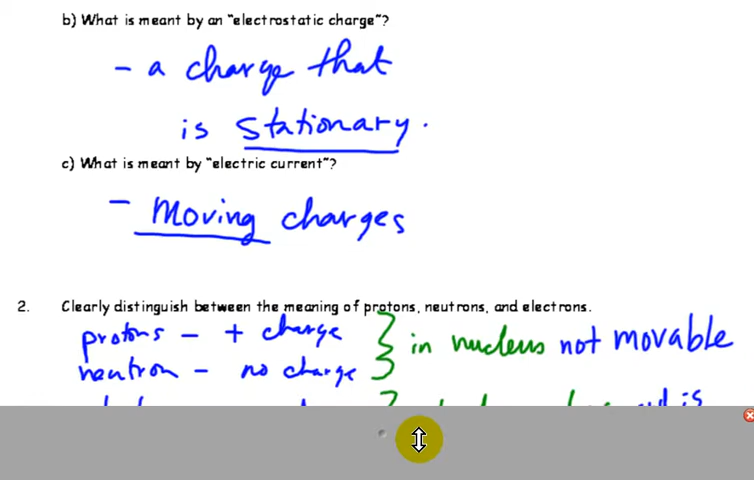 b) What is meant by an "electrostatic charge"?
- a charge that
is stationary.
c) What is meant by "electric current"?
- Moving charges
2. Clearly distinguish between the meaning of protons, neutrons, and electrons.
protons - + charge } in nucleus not movable
neutron - no charge